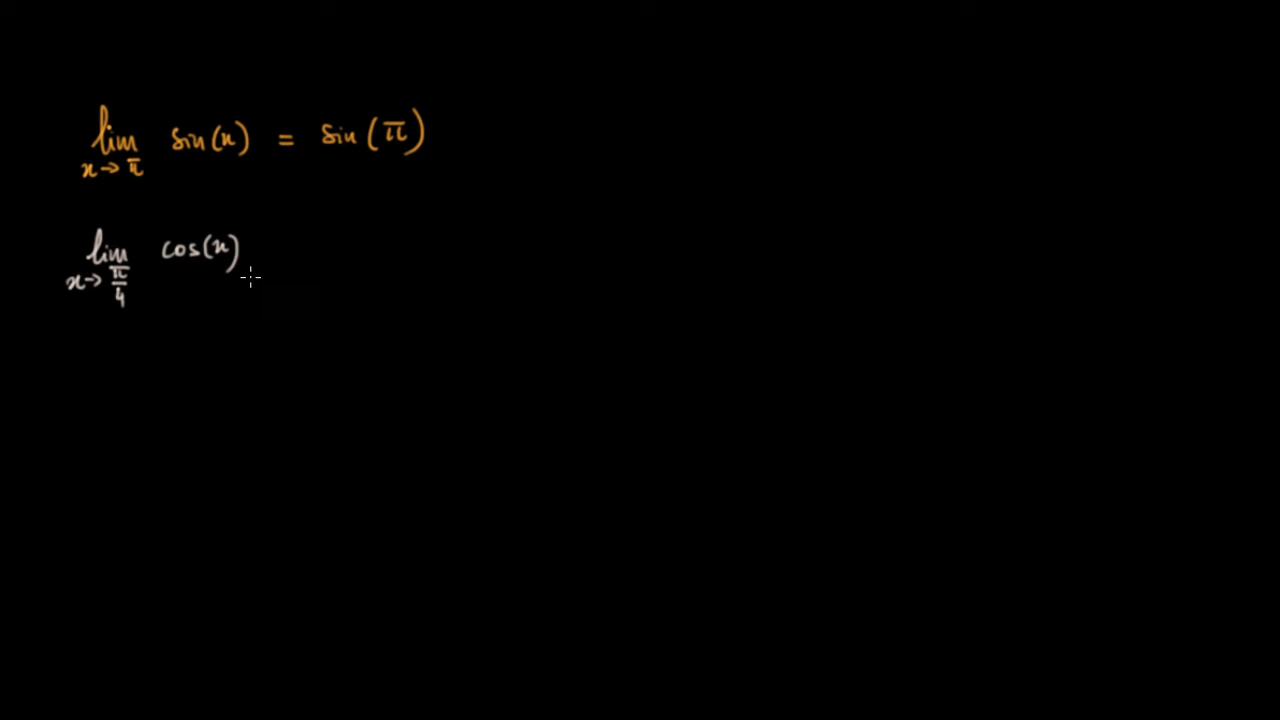 lim x→π sin(x) = sin(π)
lim x→π/4 cos(x)